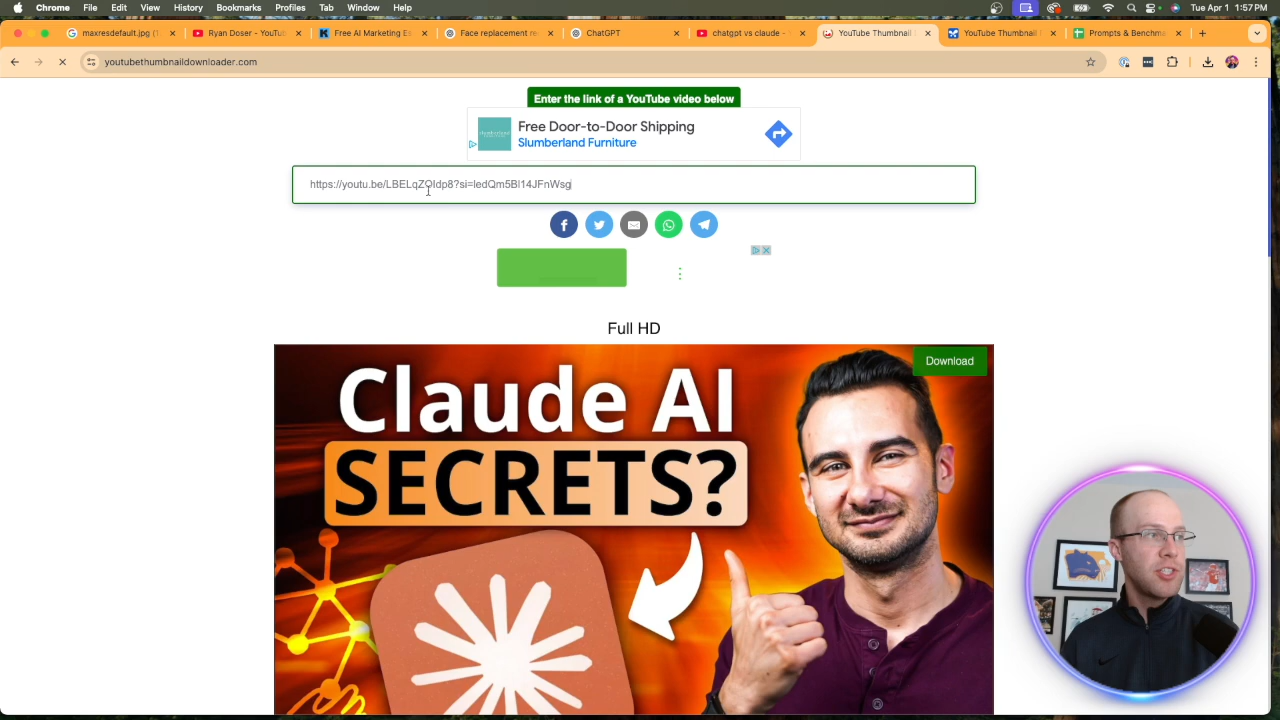 Chrome File Edit View History Bookmarks Profiles Tab Window Help Tue Apr 1 1:57 PM
maxresdefault.jpg (1 Ryan Doser - YouTub Free AI Marketing Ex Face replacement re ChatGPT chatgpt vs claude - YouTube Thumbnail YouTube Thumbnail Prompts & Benchma
youtubethumbnaildownloader.com
Enter the link of a YouTube video below
Free Door-to-Door Shipping
Slumberland Furniture
https://youtu.be/LBELqZOIdp8?si=ledQm5Bl14JFnWsg
Full HD
Download
Claude AI
SECRETS?